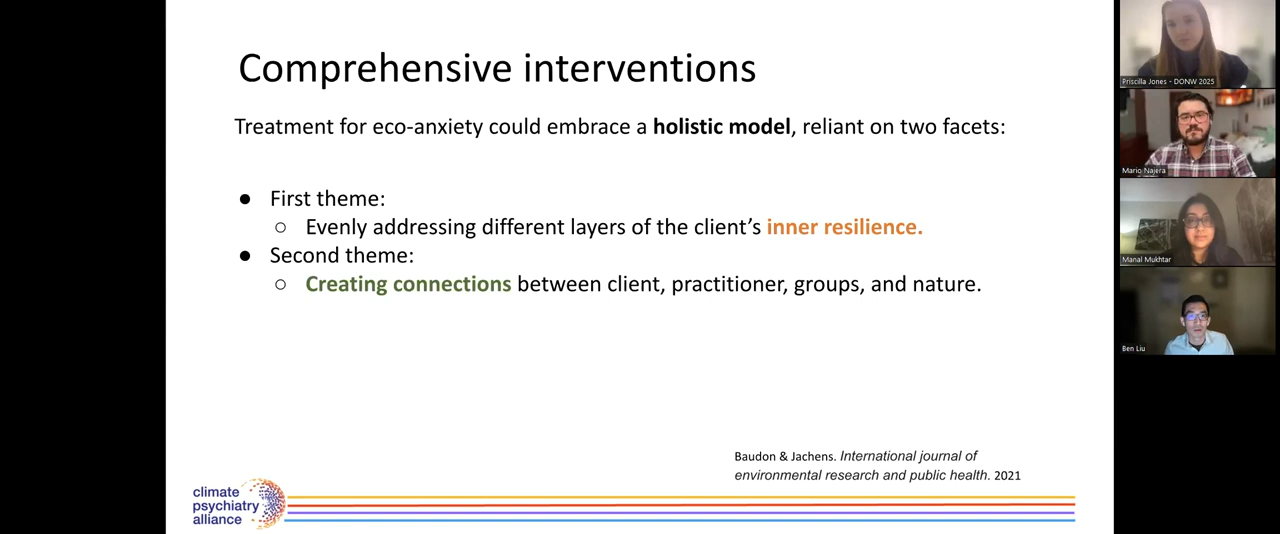 Comprehensive interventions
Treatment for eco-anxiety could embrace a holistic model, reliant on two facets:
● First theme:
○ Evenly addressing different layers of the client’s inner resilience.
● Second theme:
○ Creating connections between client, practitioner, groups, and nature.
Baudon & Jachens. International journal of
environmental research and public health. 2021
climate
psychiatry
alliance
Priscilla Jones - DONW 2025
Mario Najera
Manal Mukhtar
Ben Liu